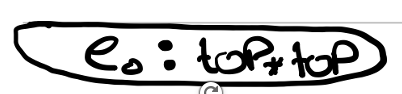 e₀ : top * top